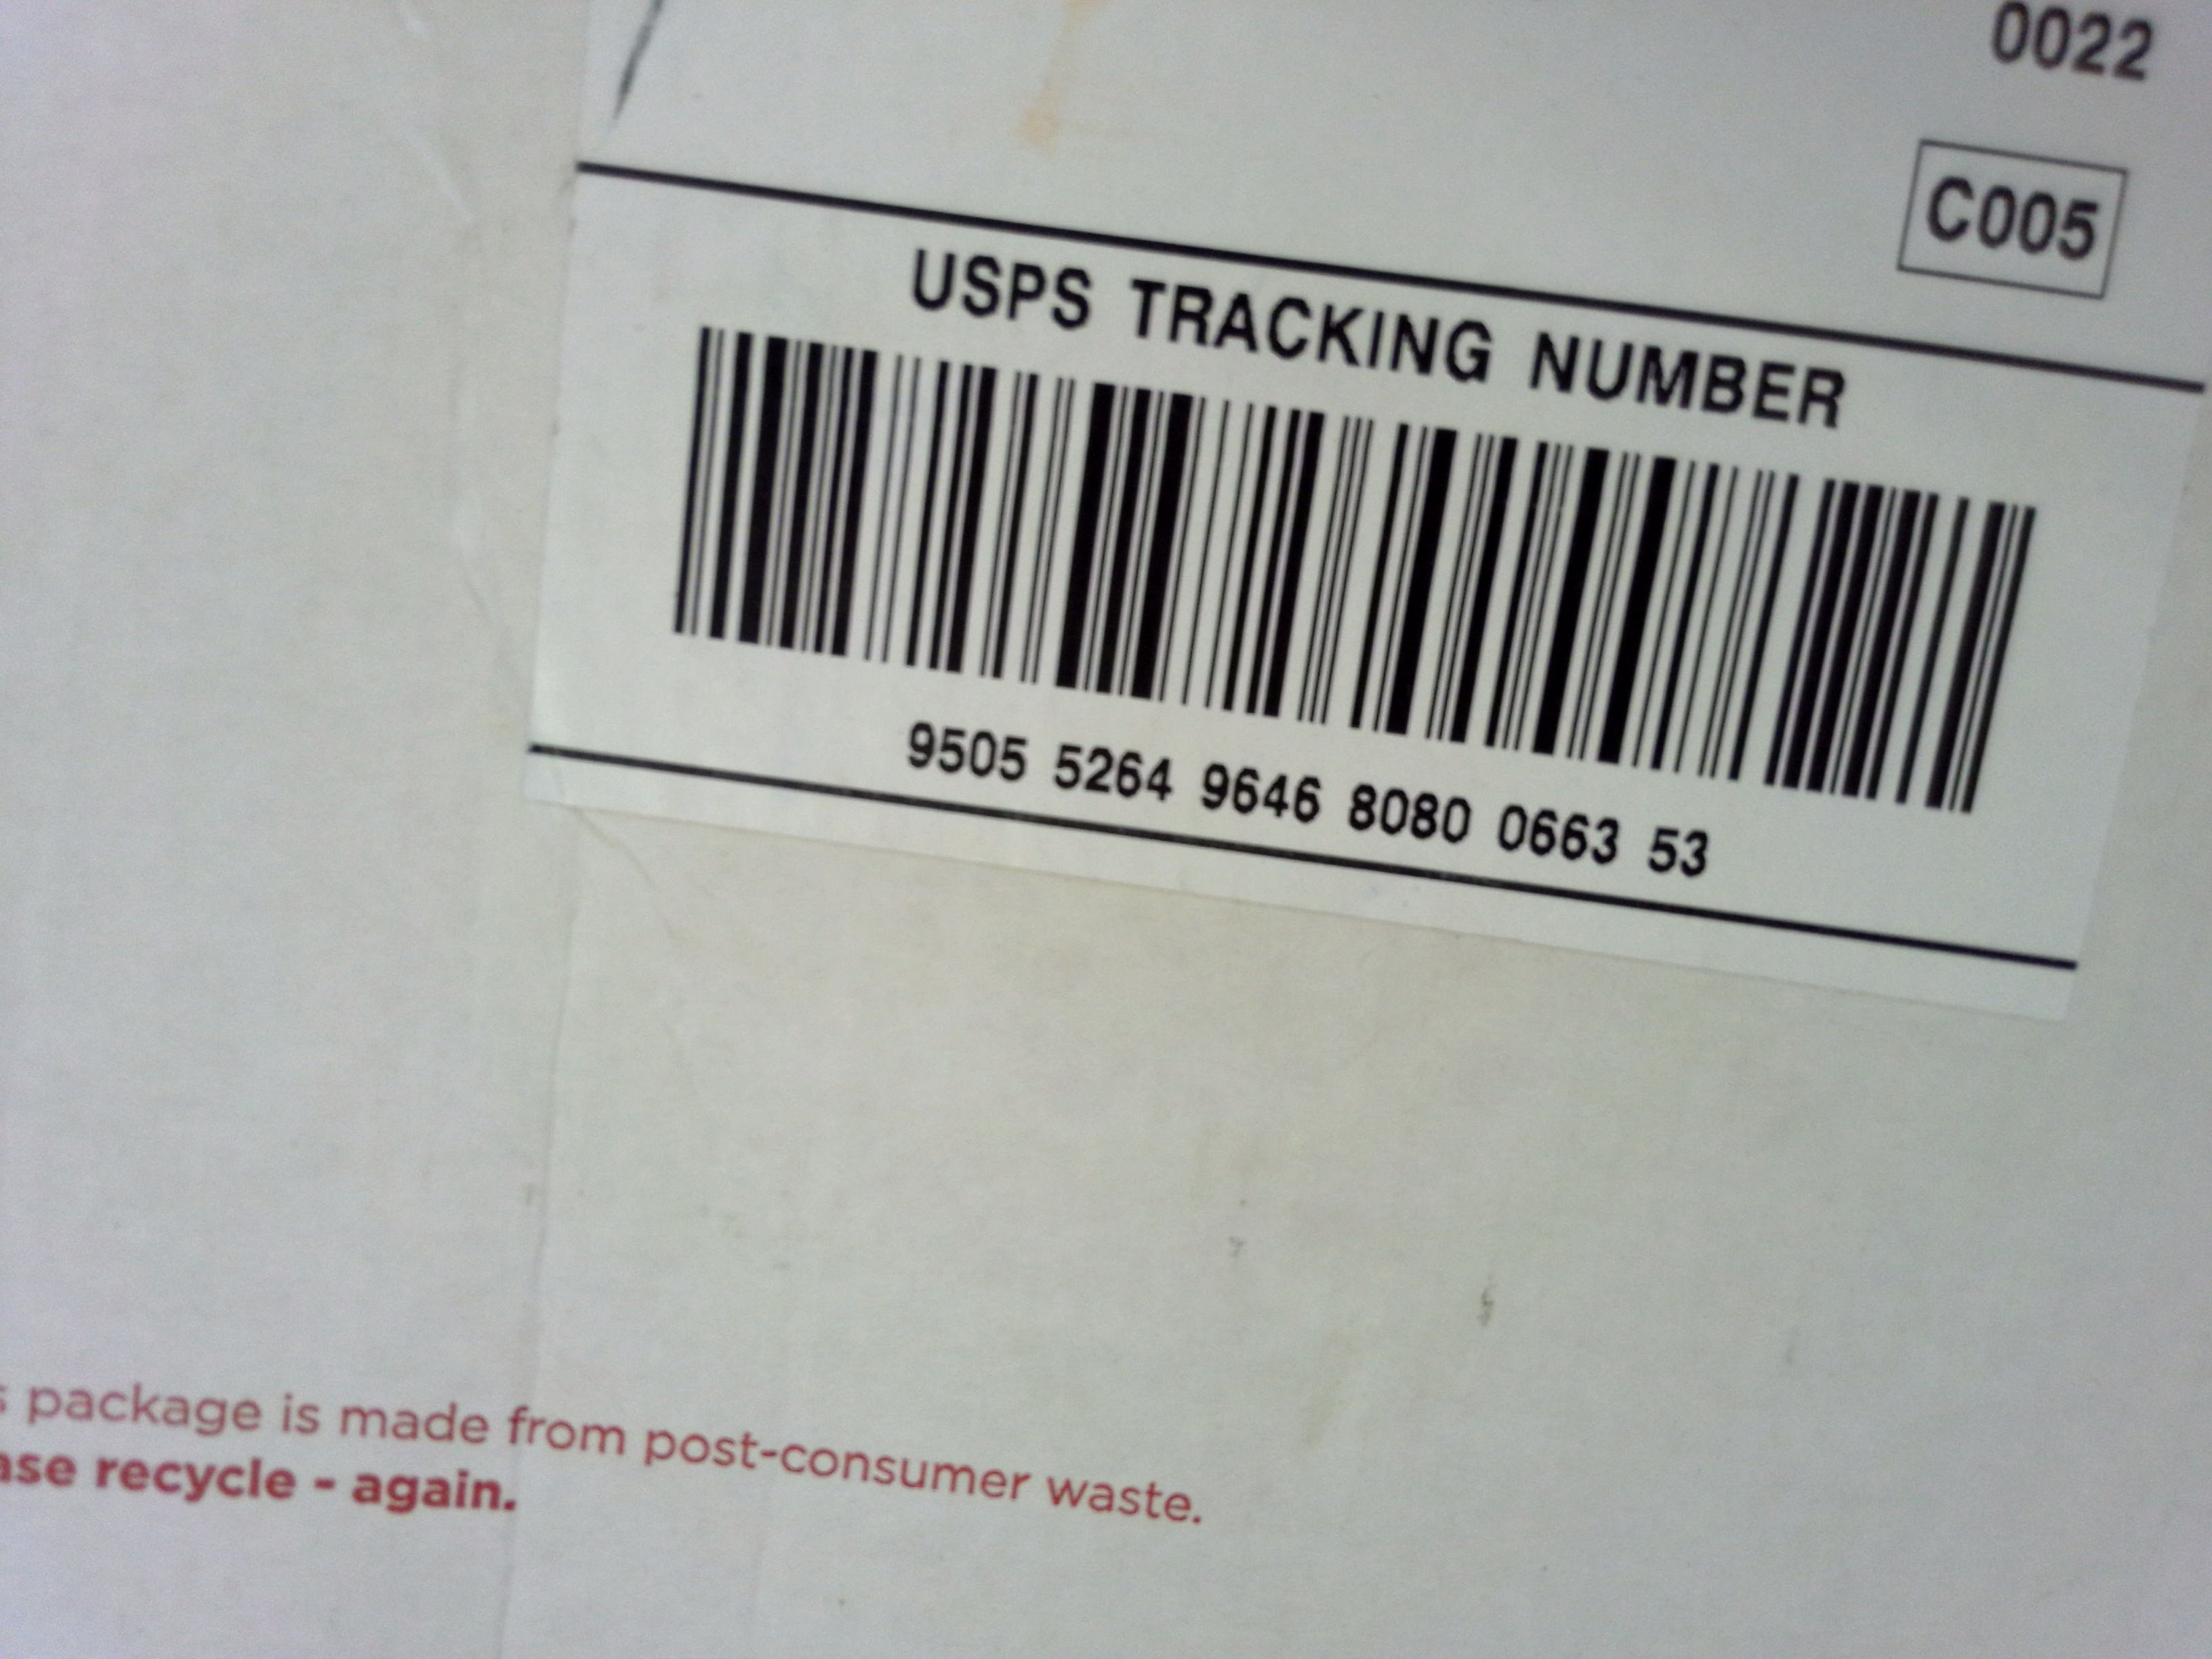 0022
C005
USPS TRACKING NUMBER
9505 5264 9646 8080 0663 53
package is made from post-consumer waste.
recycle - again.